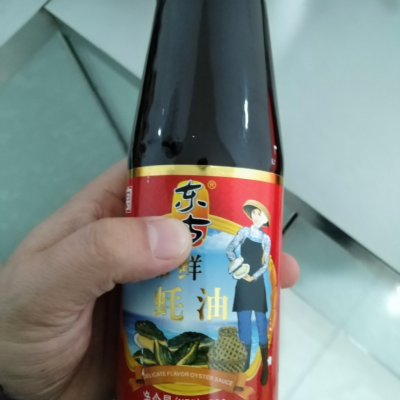 东古®
鲜
蚝油
DELICATE FLAVOR OYSTER SAUCE